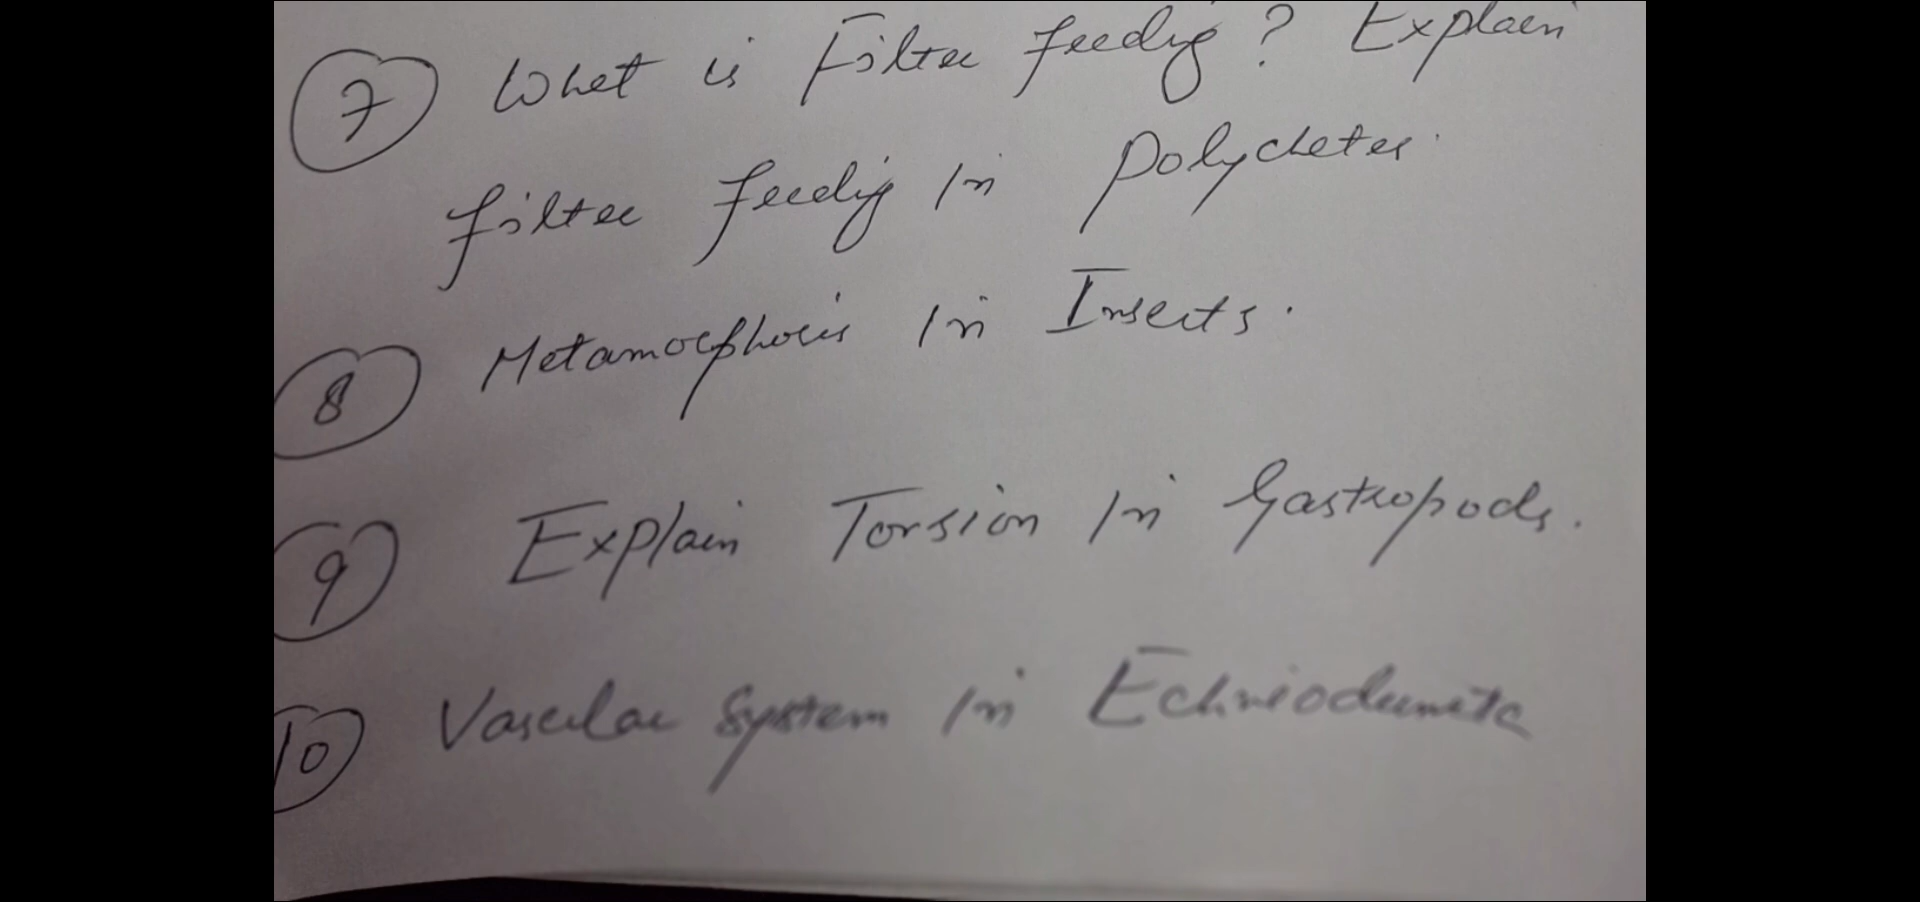 7 What is Filter feeding? Explain
filter feeding in polychetes.
8 Metamorphosis in Insects.
9 Explain Torsion in Gastropods.
10 Vascular System in Echniodermeta